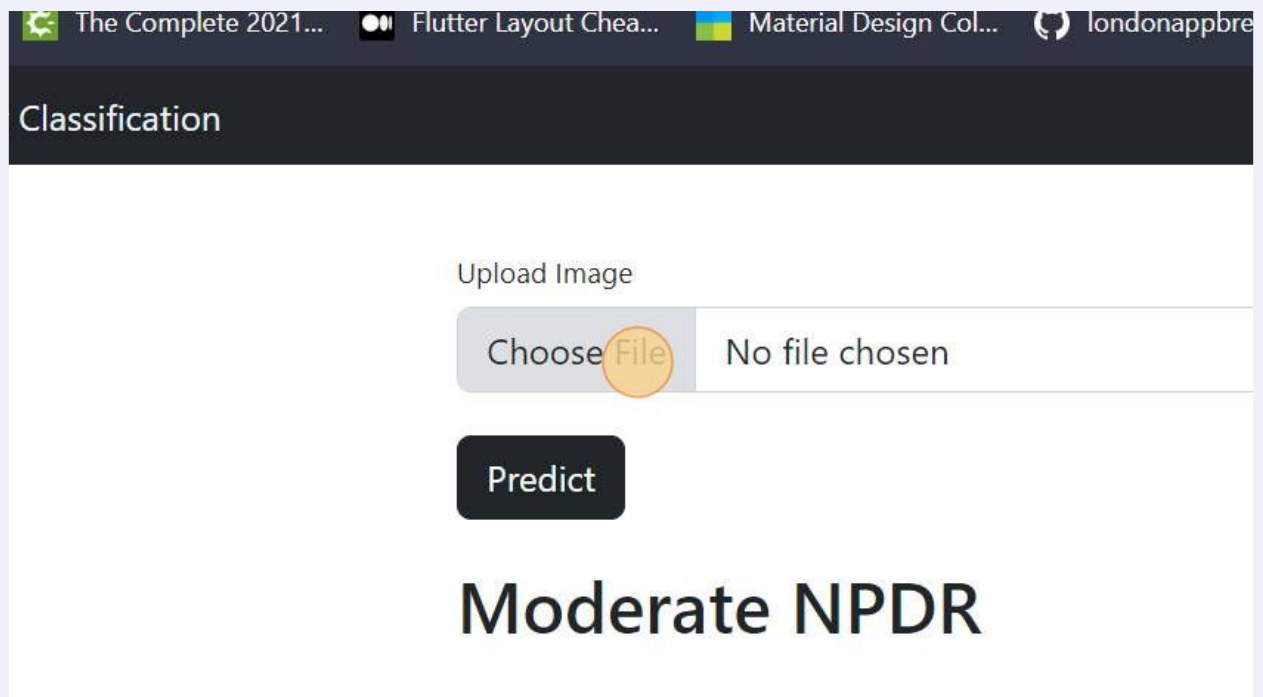 The Complete 2021... Flutter Layout Chea... Material Design Col... londonappbre
Classification
Upload Image
Choose File No file chosen
Predict
Moderate NPDR